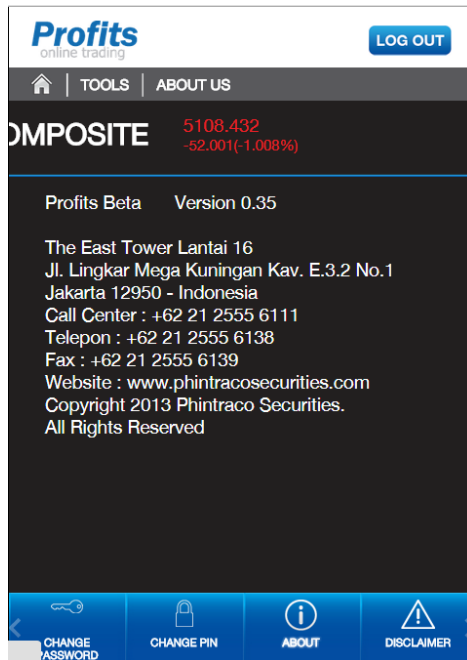 Profits
online trading
LOG OUT
TOOLS | ABOUT US
OMPOSITE
5108.432
-52.001(-1.008%)
Profits Beta Version 0.35
The East Tower Lantai 16
Jl. Lingkar Mega Kuningan Kav. E.3.2 No.1
Jakarta 12950 - Indonesia
Call Center : +62 21 2555 6111
Telepon : +62 21 2555 6138
Fax : +62 21 2555 6139
Website : www.phintracosecurities.com
Copyright 2013 Phintraco Securities.
All Rights Reserved
CHANGE
PASSWORD
CHANGE PIN
ABOUT
DISCLAIMER